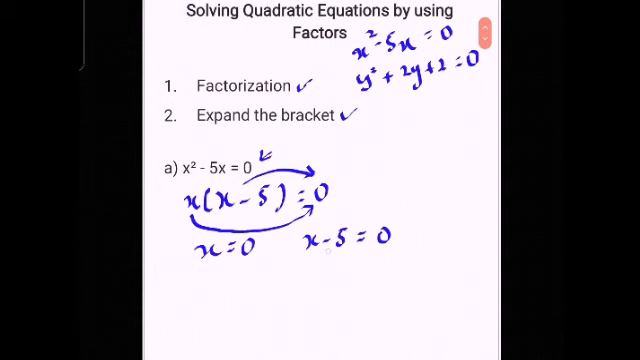 Solving Quadratic Equations by using
Factors
x² - 5x = 0
y² + 2y + 2 = 0
1. Factorization ✓
2. Expand the bracket ✓
a) x² - 5x = 0
x(x - 5) = 0
x = 0 x - 5 = 0